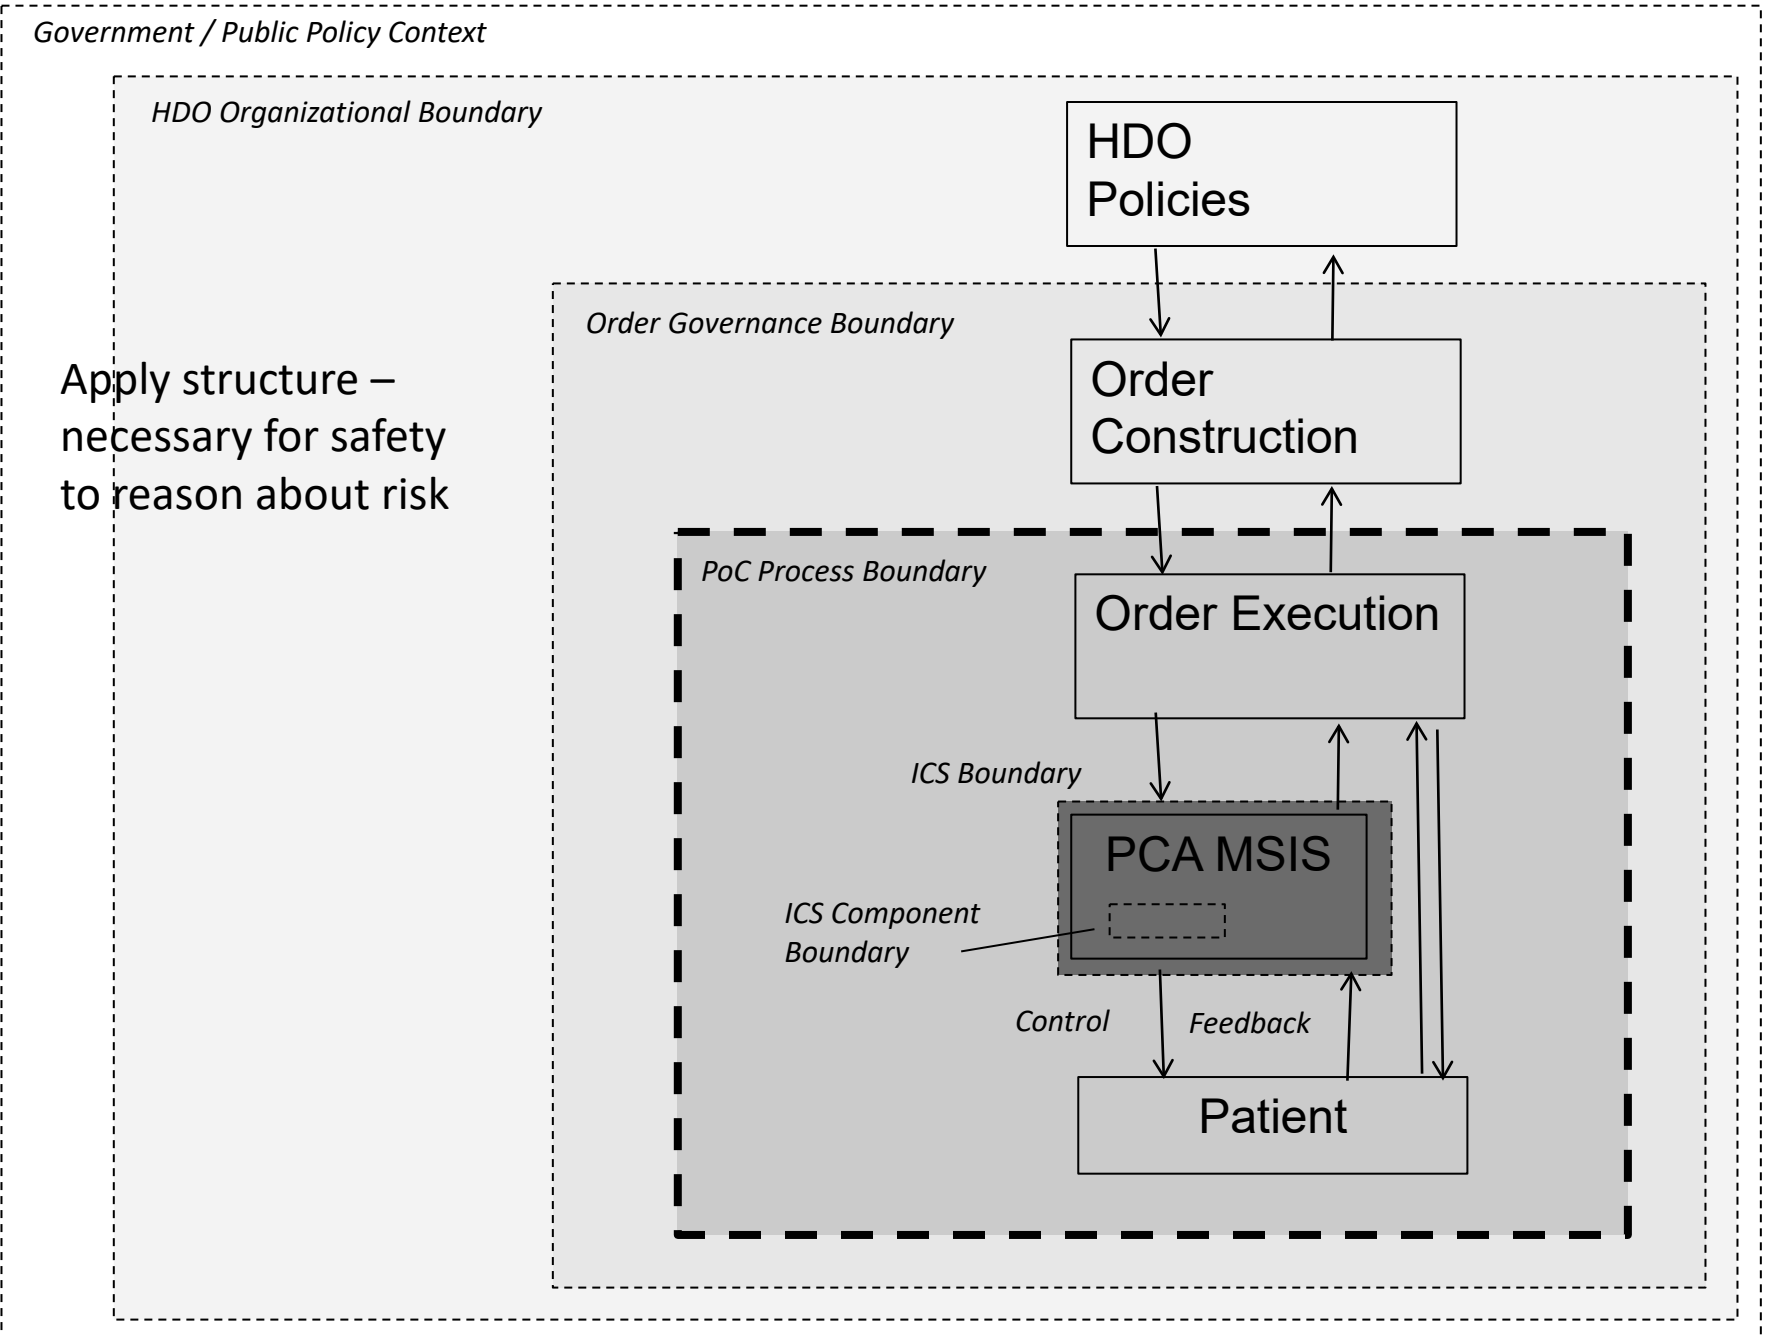 Government / Public Policy Context
HDO Organizational Boundary
HDO
Policies
Order Governance Boundary
Order
Construction
Apply structure –
necessary for safety
to reason about risk
PoC Process Boundary
Order Execution
ICS Boundary
PCA MSIS
ICS Component
Boundary
Control
Feedback
Patient